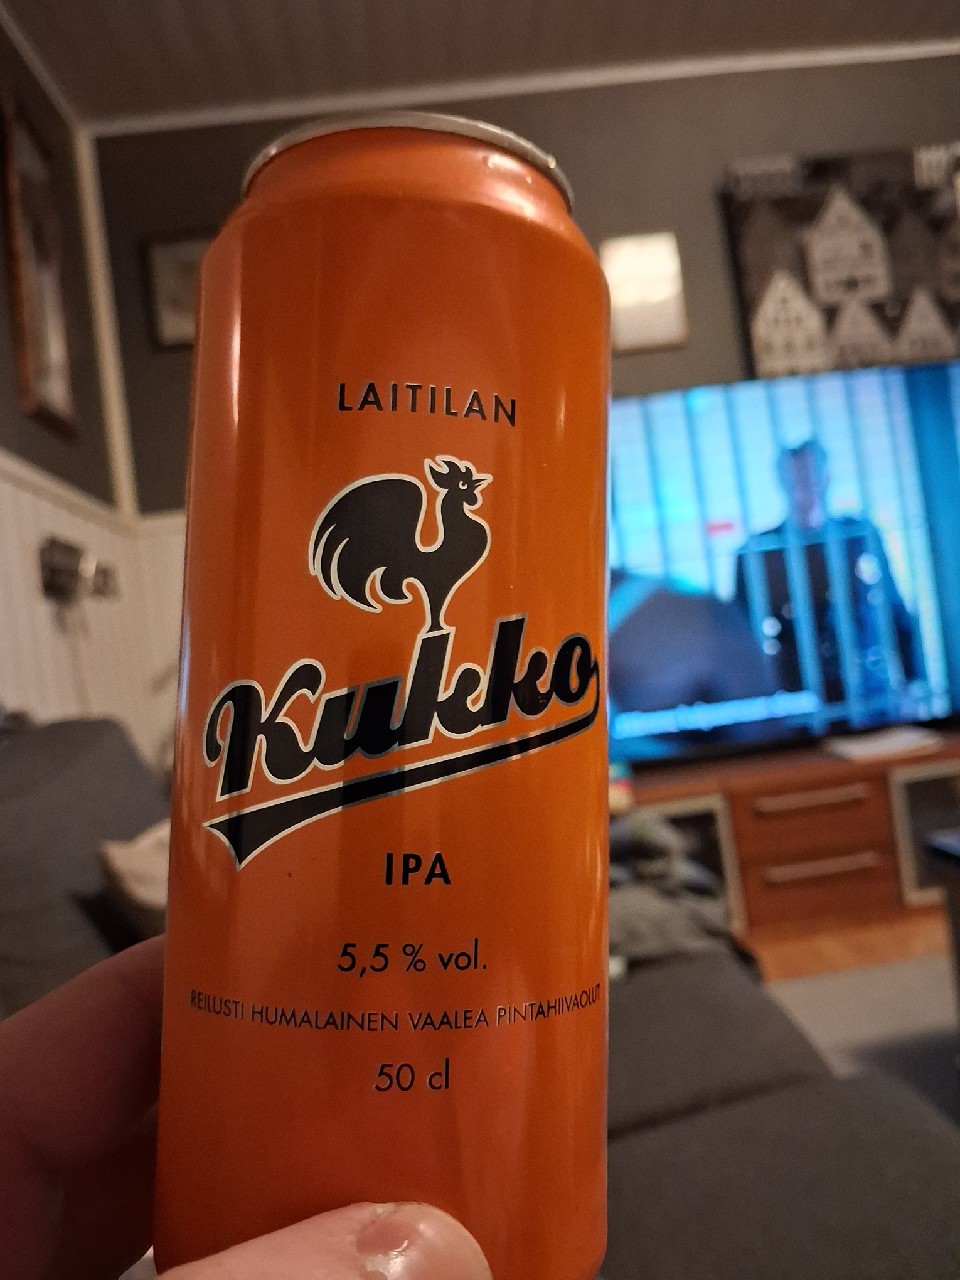 LAITILAN
Kukko
IPA
5,5 % vol.
REILUSTI HUMALAINEN VAALEA PINTAHIIVAOLUT
50 cl